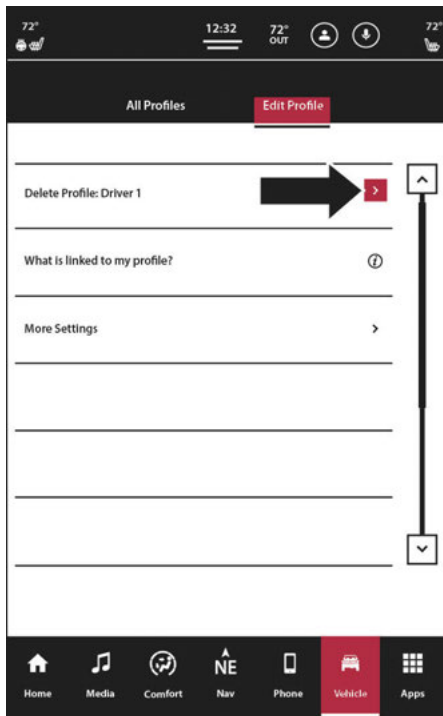 72° 12:32 72° 72°
OUT
All Profiles Edit Profile
Delete Profile: Driver 1
What is linked to my profile?
More Settings
NE
Home Media Comfort Nav Phone Vehicle Apps